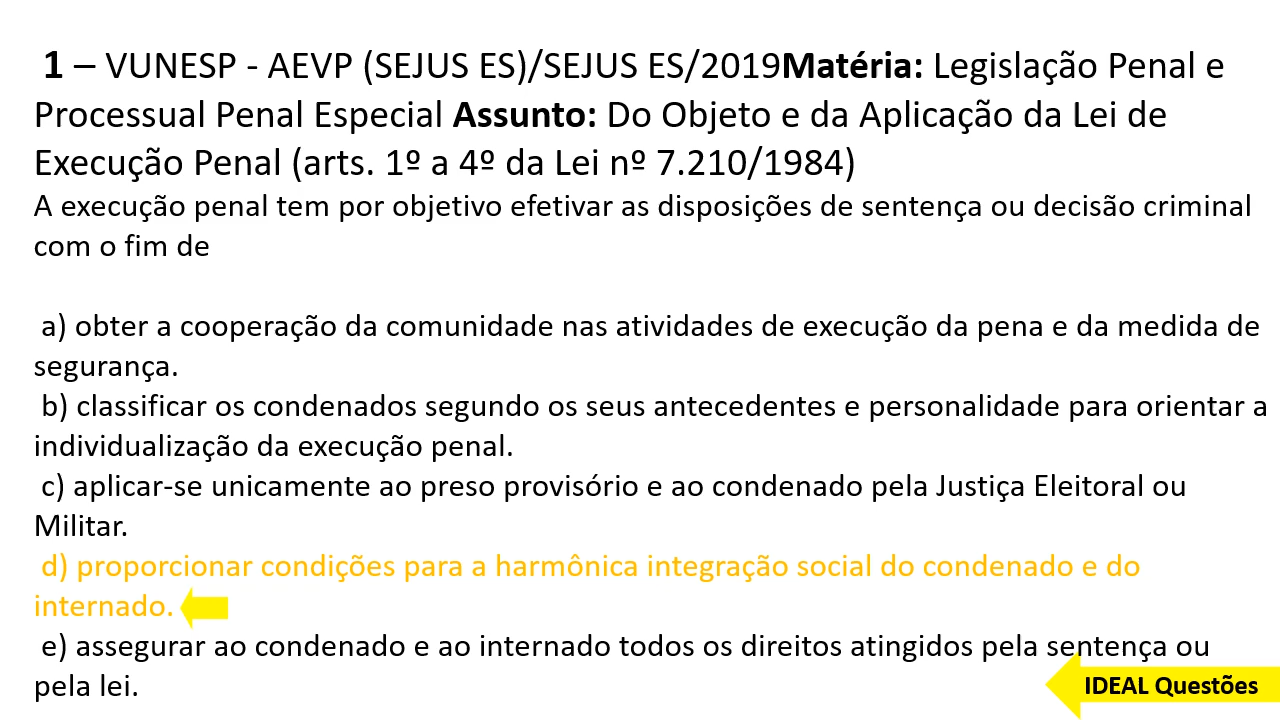 1 – VUNESP - AEVP (SEJUS ES)/SEJUS ES/2019Matéria: Legislação Penal e
Processual Penal Especial Assunto: Do Objeto e da Aplicação da Lei de
Execução Penal (arts. 1º a 4º da Lei nº 7.210/1984)
A execução penal tem por objetivo efetivar as disposições de sentença ou decisão criminal
com o fim de
a) obter a cooperação da comunidade nas atividades de execução da pena e da medida de
segurança.
b) classificar os condenados segundo os seus antecedentes e personalidade para orientar a
individualização da execução penal.
c) aplicar-se unicamente ao preso provisório e ao condenado pela Justiça Eleitoral ou
Militar.
d) proporcionar condições para a harmônica integração social do condenado e do
internado.
e) assegurar ao condenado e ao internado todos os direitos atingidos pela sentença ou
pela lei.
IDEAL Questões